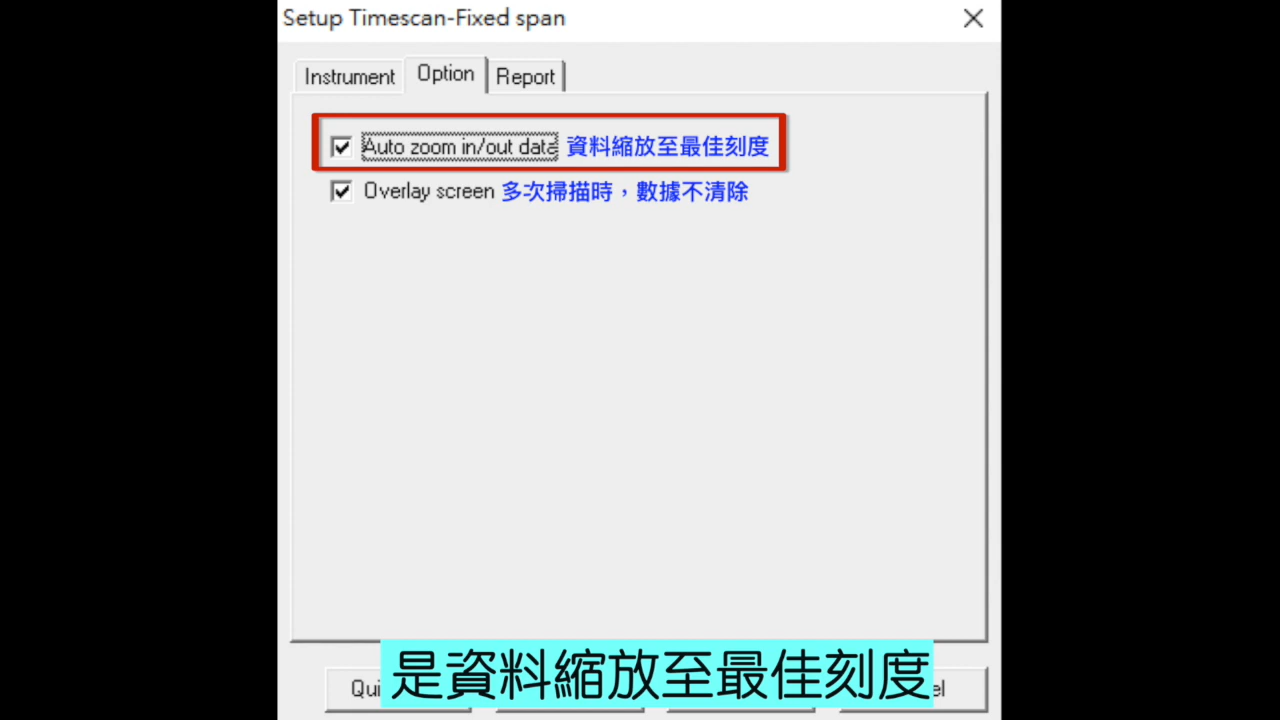 Setup Timescan-Fixed span
Instrument Option Report
Auto zoom in/out data 資料縮放至最佳刻度
Overlay screen 多次掃描時，數據不清除
是資料縮放至最佳刻度